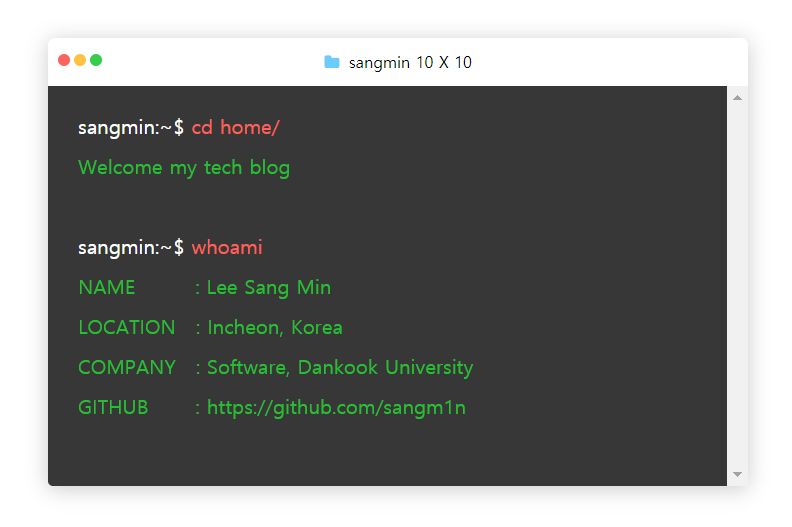 sangmin 10 X 10
sangmin:~$ cd home/
Welcome my tech blog
sangmin:~$ whoami
NAME : Lee Sang Min
LOCATION : Incheon, Korea
COMPANY : Software, Dankook University
GITHUB : https://github.com/sangm1n